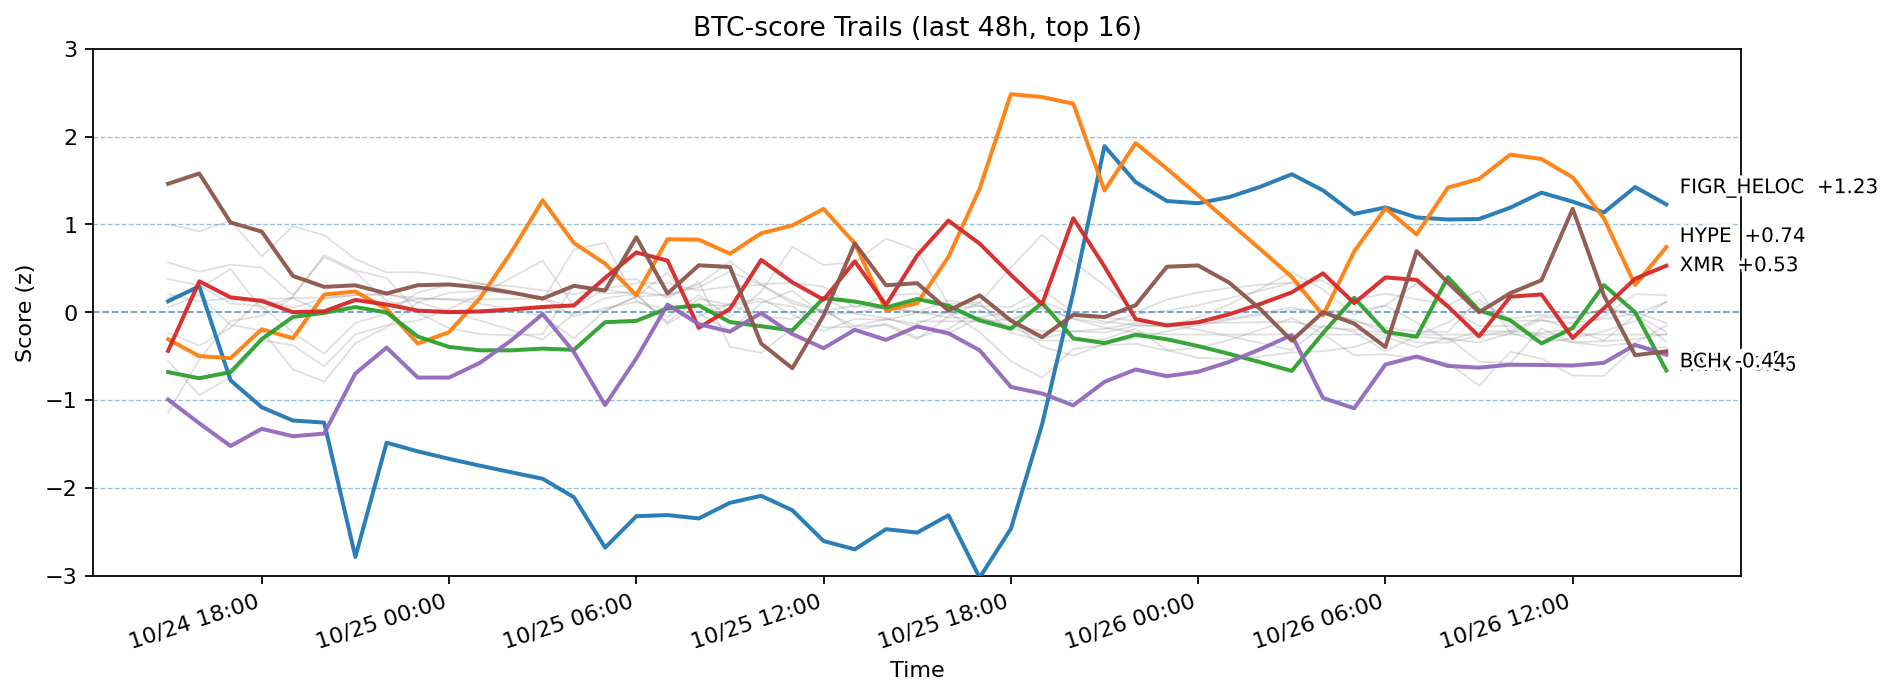 BTC-score Trails (last 48h, top 16)
Score (z)
3
2
1
0
−1
−2
−3
FIGR_HELOC +1.23
HYPE +0.74
XMR +0.53
BCH -0.44
10/24 18:00
10/25 00:00
10/25 06:00
10/25 12:00
10/25 18:00
10/26 00:00
10/26 06:00
10/26 12:00
Time